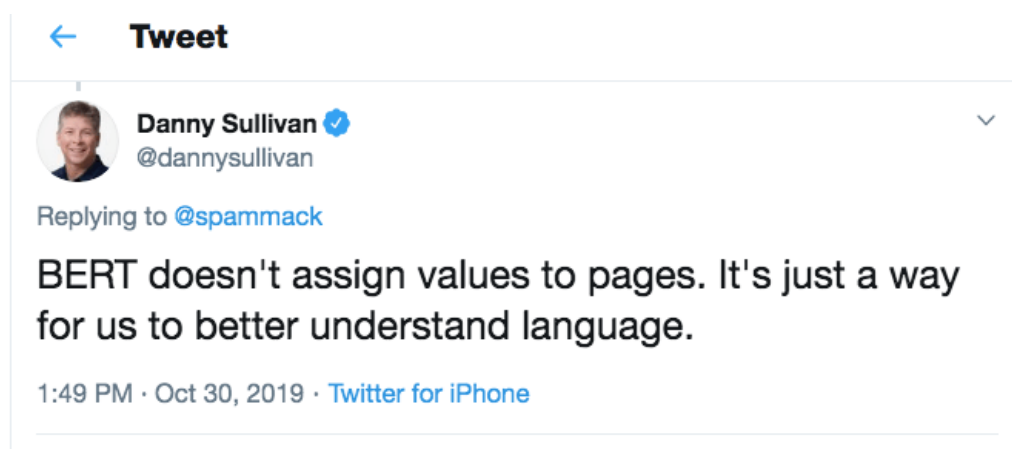 Tweet
Danny Sullivan
@dannysullivan
Replying to @spammack
BERT doesn't assign values to pages. It's just a way
for us to better understand language.
1:49 PM · Oct 30, 2019 · Twitter for iPhone